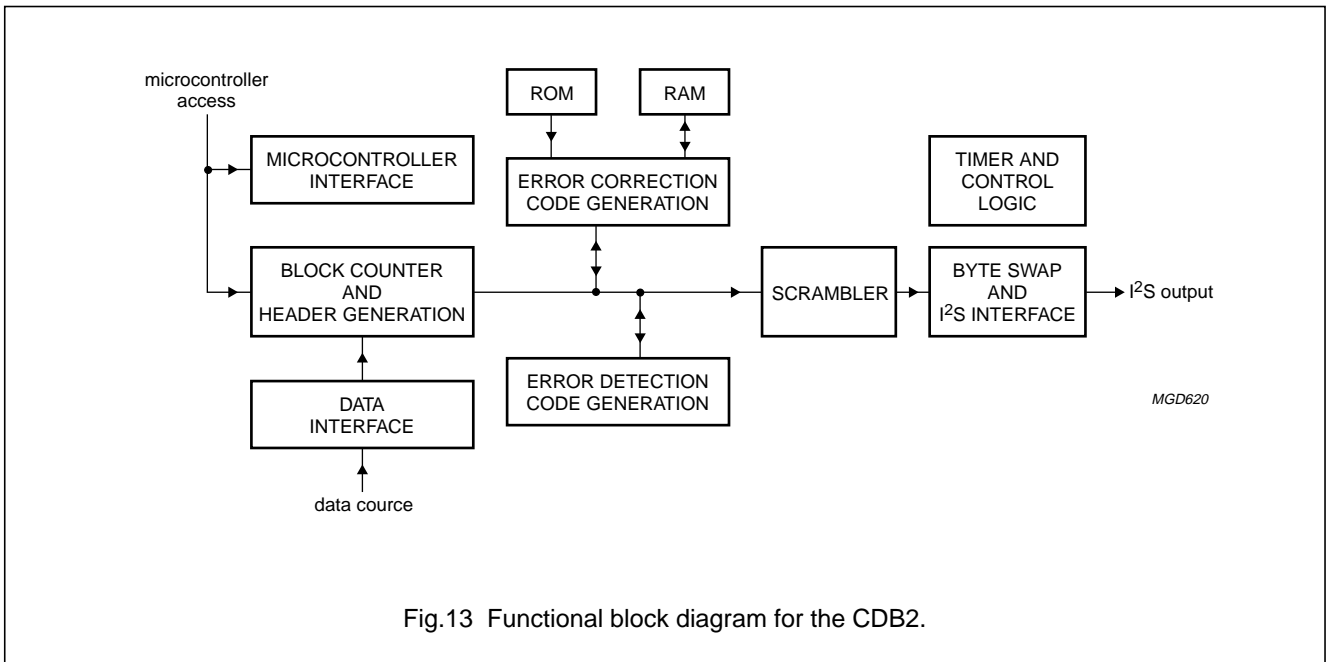 microcontroller
access
ROM
RAM
MICROCONTROLLER
INTERFACE
ERROR CORRECTION
CODE GENERATION
TIMER AND
CONTROL
LOGIC
BLOCK COUNTER
AND
HEADER GENERATION
SCRAMBLER
BYTE SWAP
AND
I²S INTERFACE
I²S output
DATA
INTERFACE
ERROR DETECTION
CODE GENERATION
MGD620
data cource
Fig.13 Functional block diagram for the CDB2.